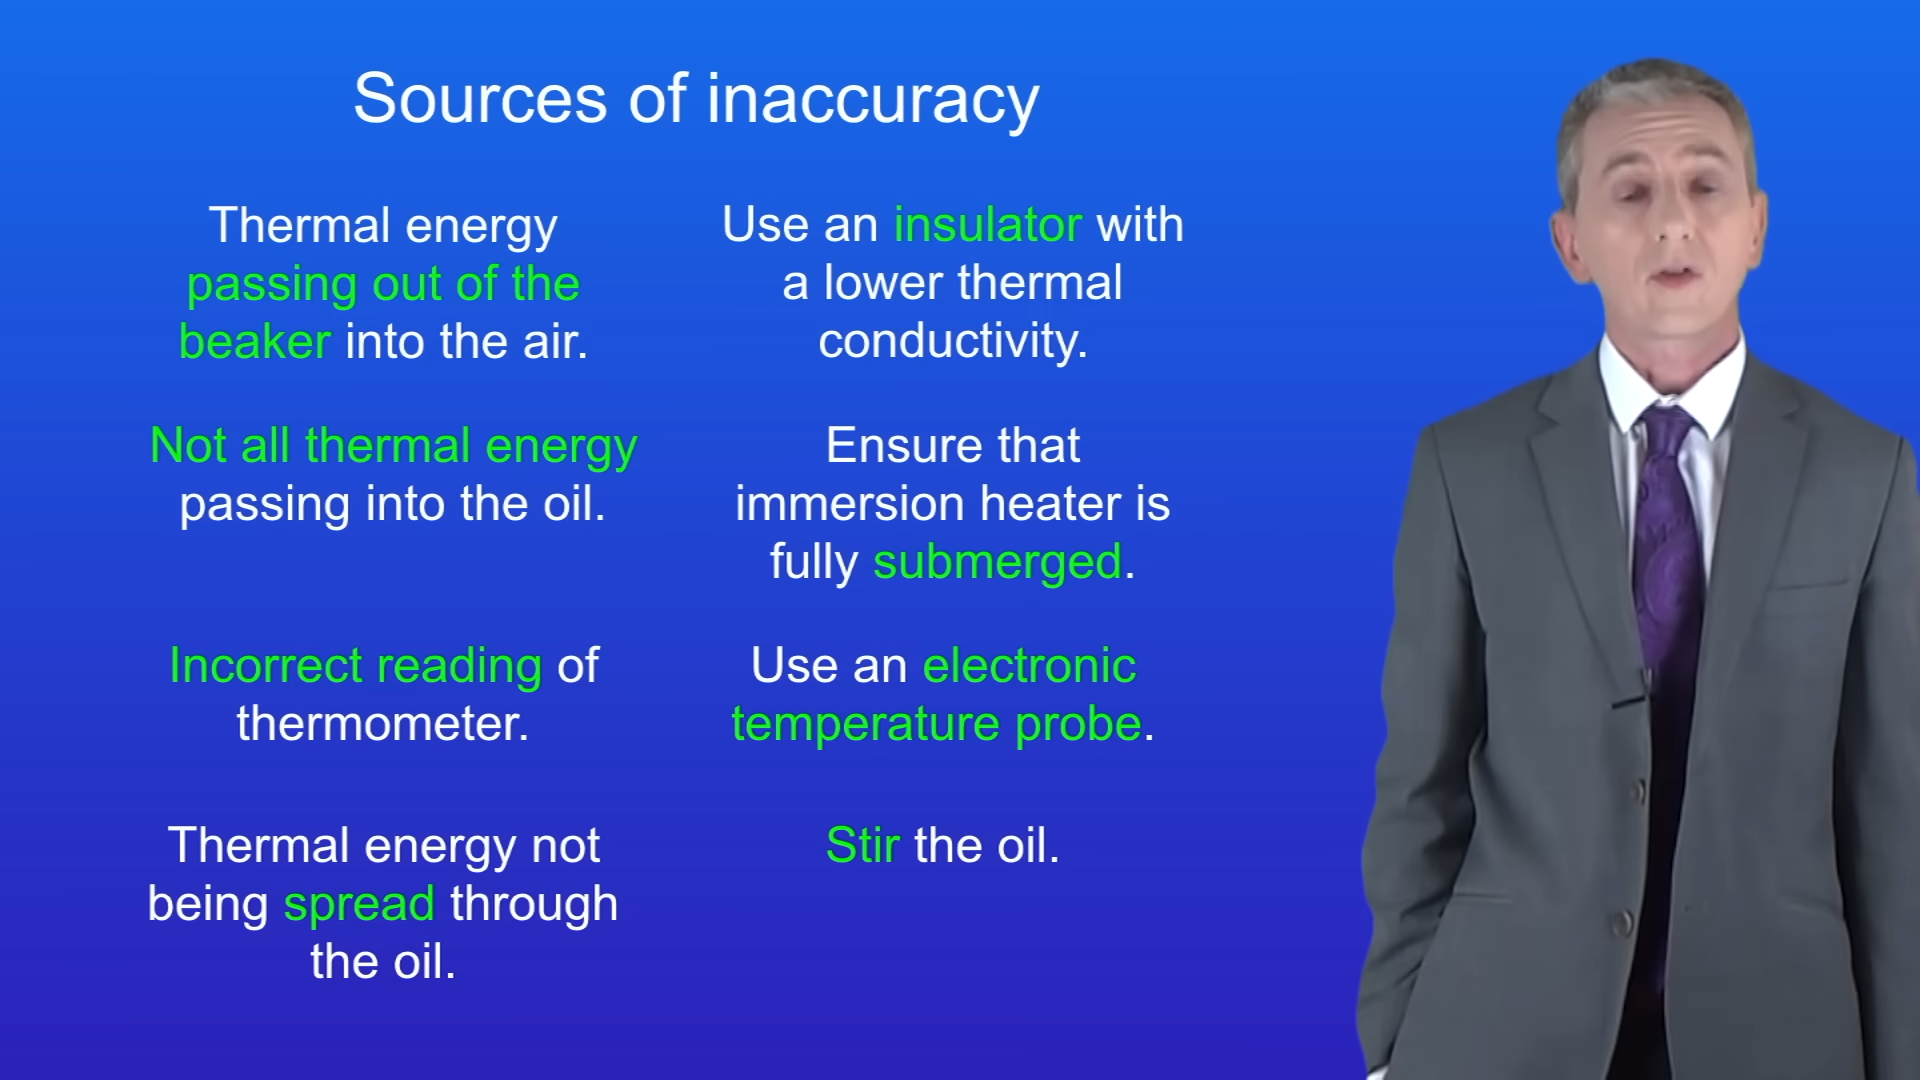 Sources of inaccuracy
Thermal energy
passing out of the
beaker into the air.
Use an insulator with
a lower thermal
conductivity.
Not all thermal energy
passing into the oil.
Ensure that
immersion heater is
fully submerged.
Incorrect reading of
thermometer.
Use an electronic
temperature probe.
Thermal energy not
being spread through
the oil.
Stir the oil.